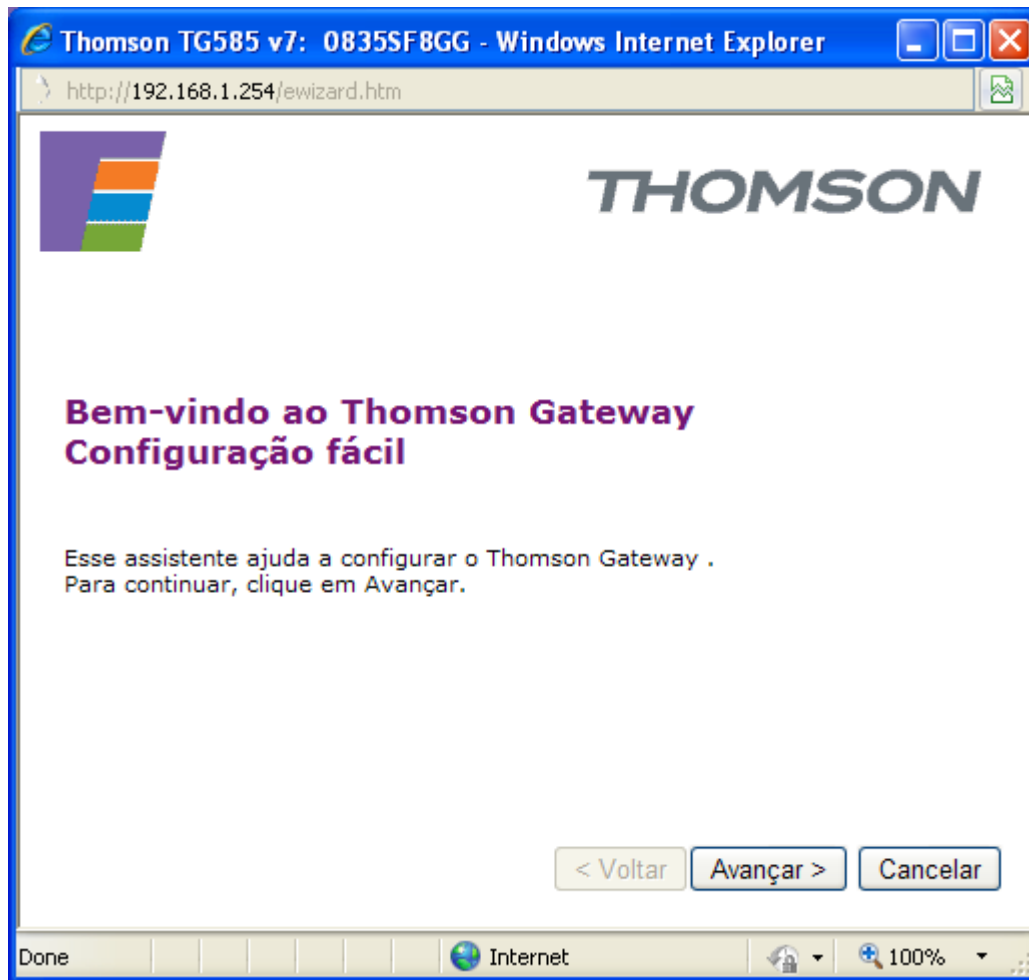 Thomson TG585 v7: 0835SF8GG - Windows Internet Explorer
http://192.168.1.254/ewizard.htm
THOMSON
Bem-vindo ao Thomson Gateway
Configuração fácil
Esse assistente ajuda a configurar o Thomson Gateway .
Para continuar, clique em Avançar.
< Voltar Avançar > Cancelar
Done Internet 100%